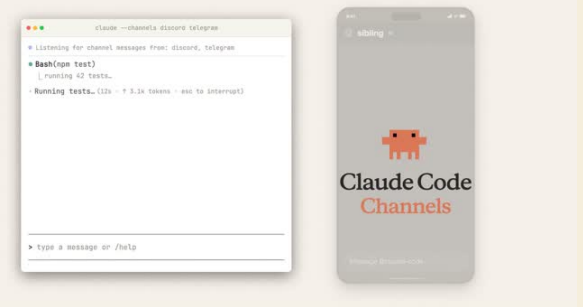 claude --channels discord telegram
Listening for channel messages from: discord, telegram
Bash(npm test)
running 42 tests…
Running tests… (12s · ↑ 3.1k tokens · esc to interrupt)
> type a message or /help
sibling
Claude Code
Channels